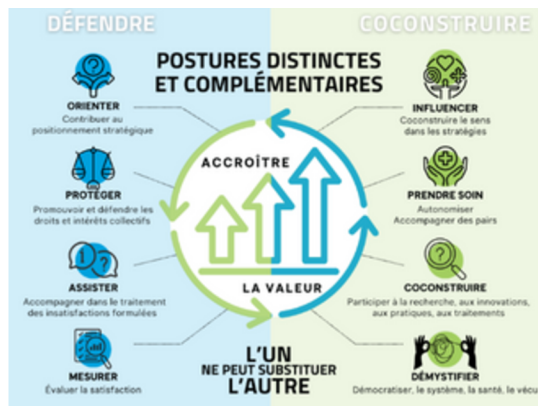 DÉFENDRE
COCONSTRUIRE
POSTURES DISTINCTES
ET COMPLÉMENTAIRES
ORIENTER
Contribuer au
positionnement stratégique
PROTÉGER
Promouvoir et défendre les
droits et intérêts collectifs
ASSISTER
Accompagner dans le traitement
des insatisfactions formulées
MESURER
Évaluer la satisfaction
ACCROÎTRE
LA VALEUR
INFLUENCER
Coconstruire le sens
dans les stratégies
PRENDRE SOIN
Autonomiser
Accompagner des pairs
COCONSTRUIRE
Participer à la recherche, aux innovations,
aux pratiques, aux traitements
DÉMYSTIFIER
Démocratiser, le système, la santé, le vécu
L'UN
NE PEUT SUBSTITUER
L'AUTRE